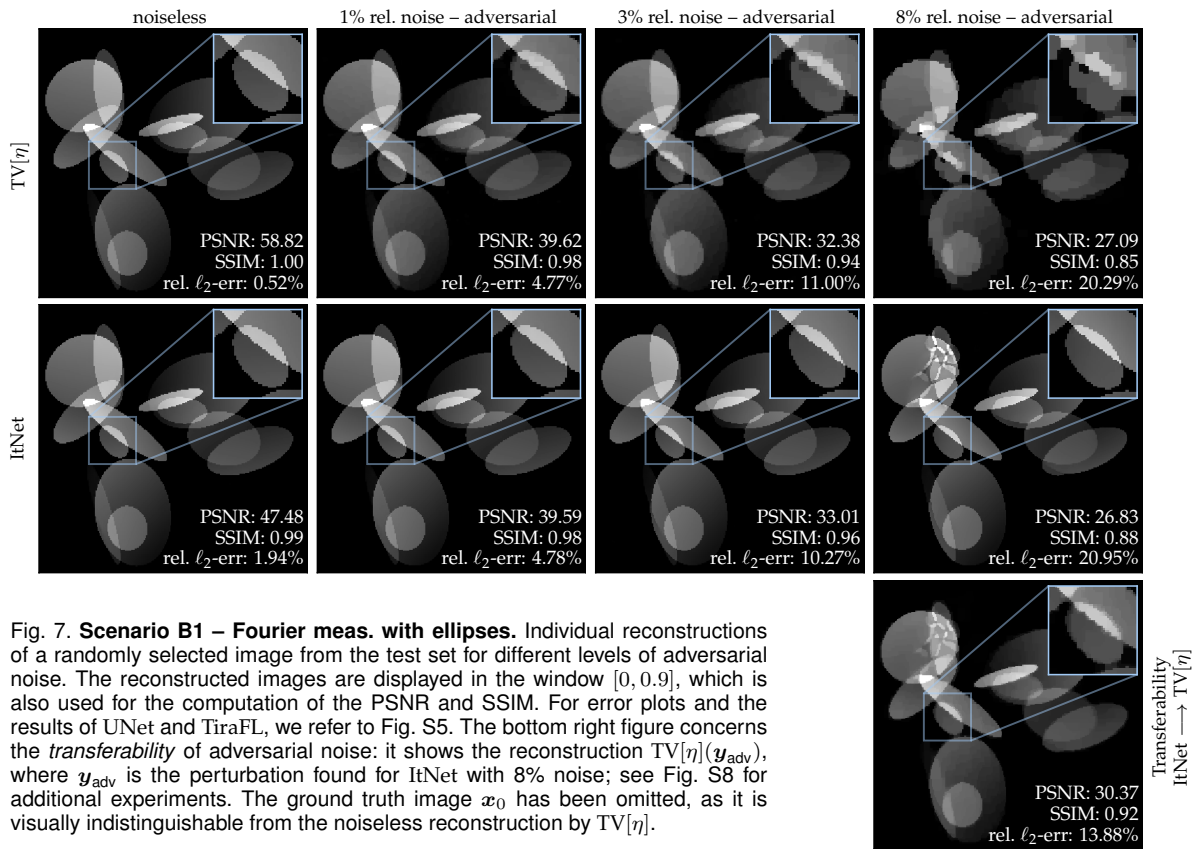 noiseless
1% rel. noise – adversarial
3% rel. noise – adversarial
8% rel. noise – adversarial
TV[η]
PSNR: 58.82
SSIM: 1.00
rel. ℓ₂-err: 0.52%
PSNR: 39.62
SSIM: 0.98
rel. ℓ₂-err: 4.77%
PSNR: 32.38
SSIM: 0.94
rel. ℓ₂-err: 11.00%
PSNR: 27.09
SSIM: 0.85
rel. ℓ₂-err: 20.29%
ItNet
PSNR: 47.48
SSIM: 0.99
rel. ℓ₂-err: 1.94%
PSNR: 39.59
SSIM: 0.98
rel. ℓ₂-err: 4.78%
PSNR: 33.01
SSIM: 0.96
rel. ℓ₂-err: 10.27%
PSNR: 26.83
SSIM: 0.88
rel. ℓ₂-err: 20.95%
Fig. 7. Scenario B1 – Fourier meas. with ellipses. Individual reconstructions
of a randomly selected image from the test set for different levels of adversarial
noise. The reconstructed images are displayed in the window [0, 0.9], which is
also used for the computation of the PSNR and SSIM. For error plots and the
results of UNet and TiraFL, we refer to Fig. S5. The bottom right figure concerns
the transferability of adversarial noise: it shows the reconstruction TV[η](y_adv),
where y_adv is the perturbation found for ItNet with 8% noise; see Fig. S8 for
additional experiments. The ground truth image x₀ has been omitted, as it is
visually indistinguishable from the noiseless reconstruction by TV[η].
PSNR: 30.37
SSIM: 0.92
rel. ℓ₂-err: 13.88%
Transferability
ItNet ⟶ TV[η]